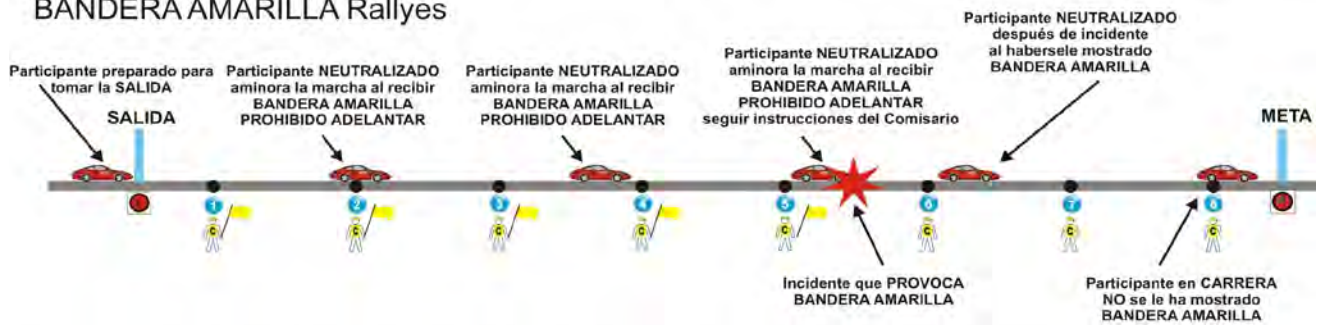 BANDERA AMARILLA Rallyes
Participante preparado para
tomar la SALIDA
SALIDA
Participante NEUTRALIZADO
aminora la marcha al recibir
BANDERA AMARILLA
PROHIBIDO ADELANTAR
Participante NEUTRALIZADO
aminora la marcha al recibir
BANDERA AMARILLA
PROHIBIDO ADELANTAR
Participante NEUTRALIZADO
aminora la marcha al recibir
BANDERA AMARILLA
PROHIBIDO ADELANTAR
seguir instrucciones del Comisario
Participante NEUTRALIZADO
después de incidente
al habersele mostrado
BANDERA AMARILLA
META
1 2 3 4 5 6 7 8
C C C C C C C C
Incidente que PROVOCA
BANDERA AMARILLA
Participante en CARRERA
NO se le ha mostrado
BANDERA AMARILLA